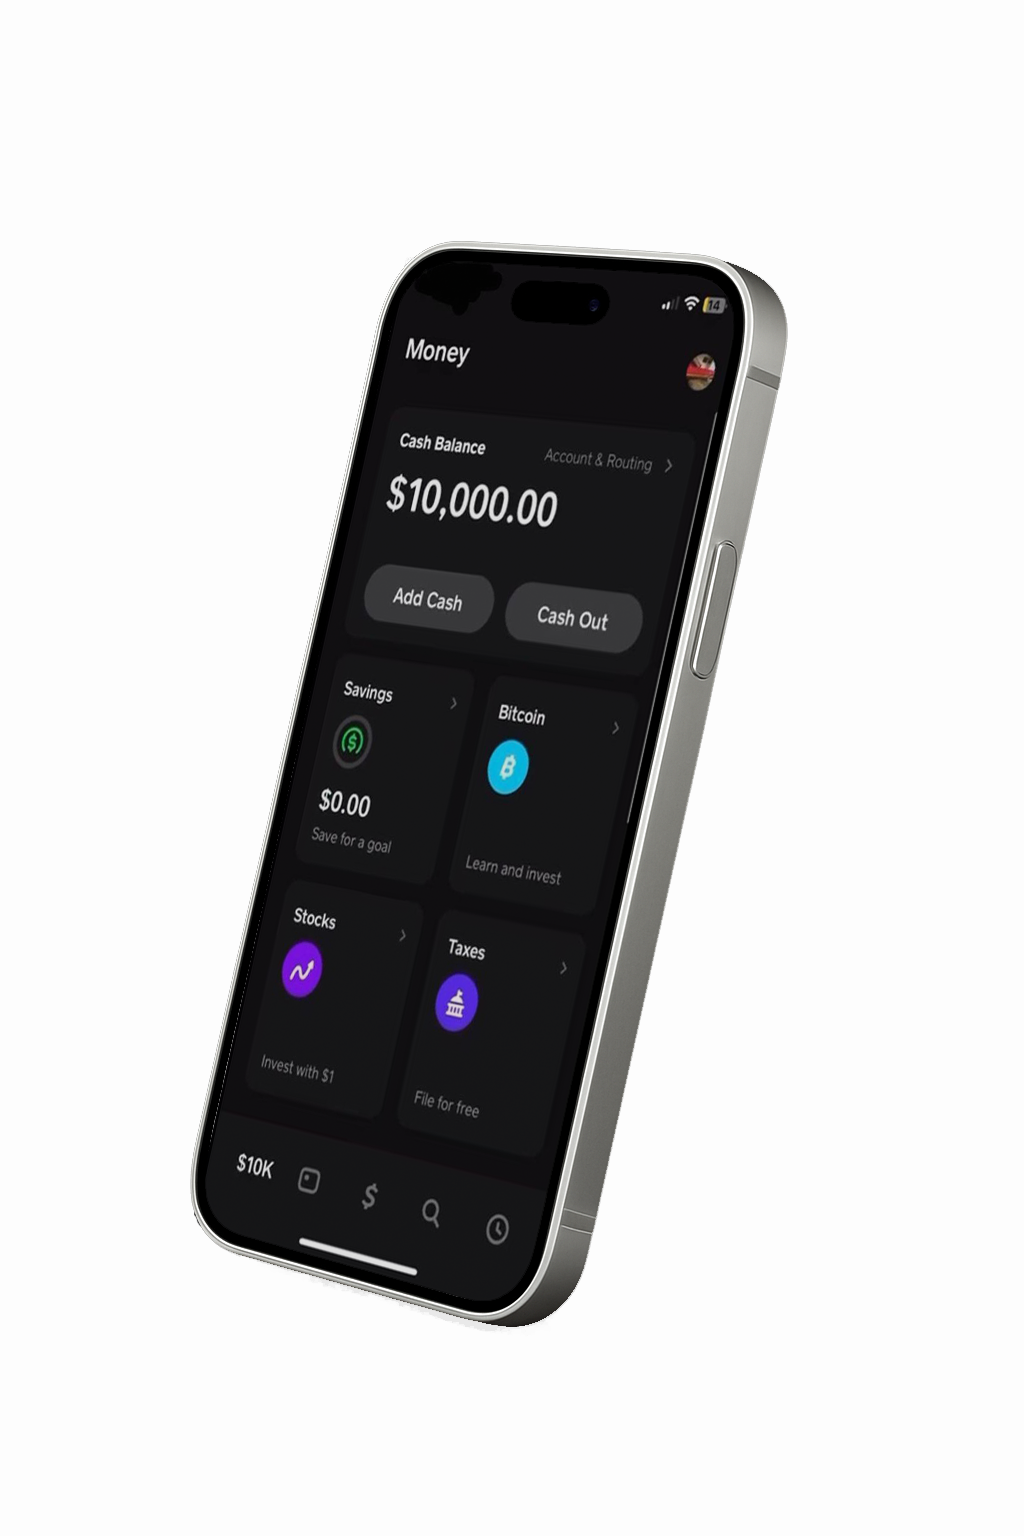 14
Money
Cash Balance
Account & Routing
$10,000.00
Add Cash
Cash Out
Savings
$0.00
Save for a goal
Bitcoin
Learn and invest
Stocks
Invest with $1
Taxes
File for free
$10K